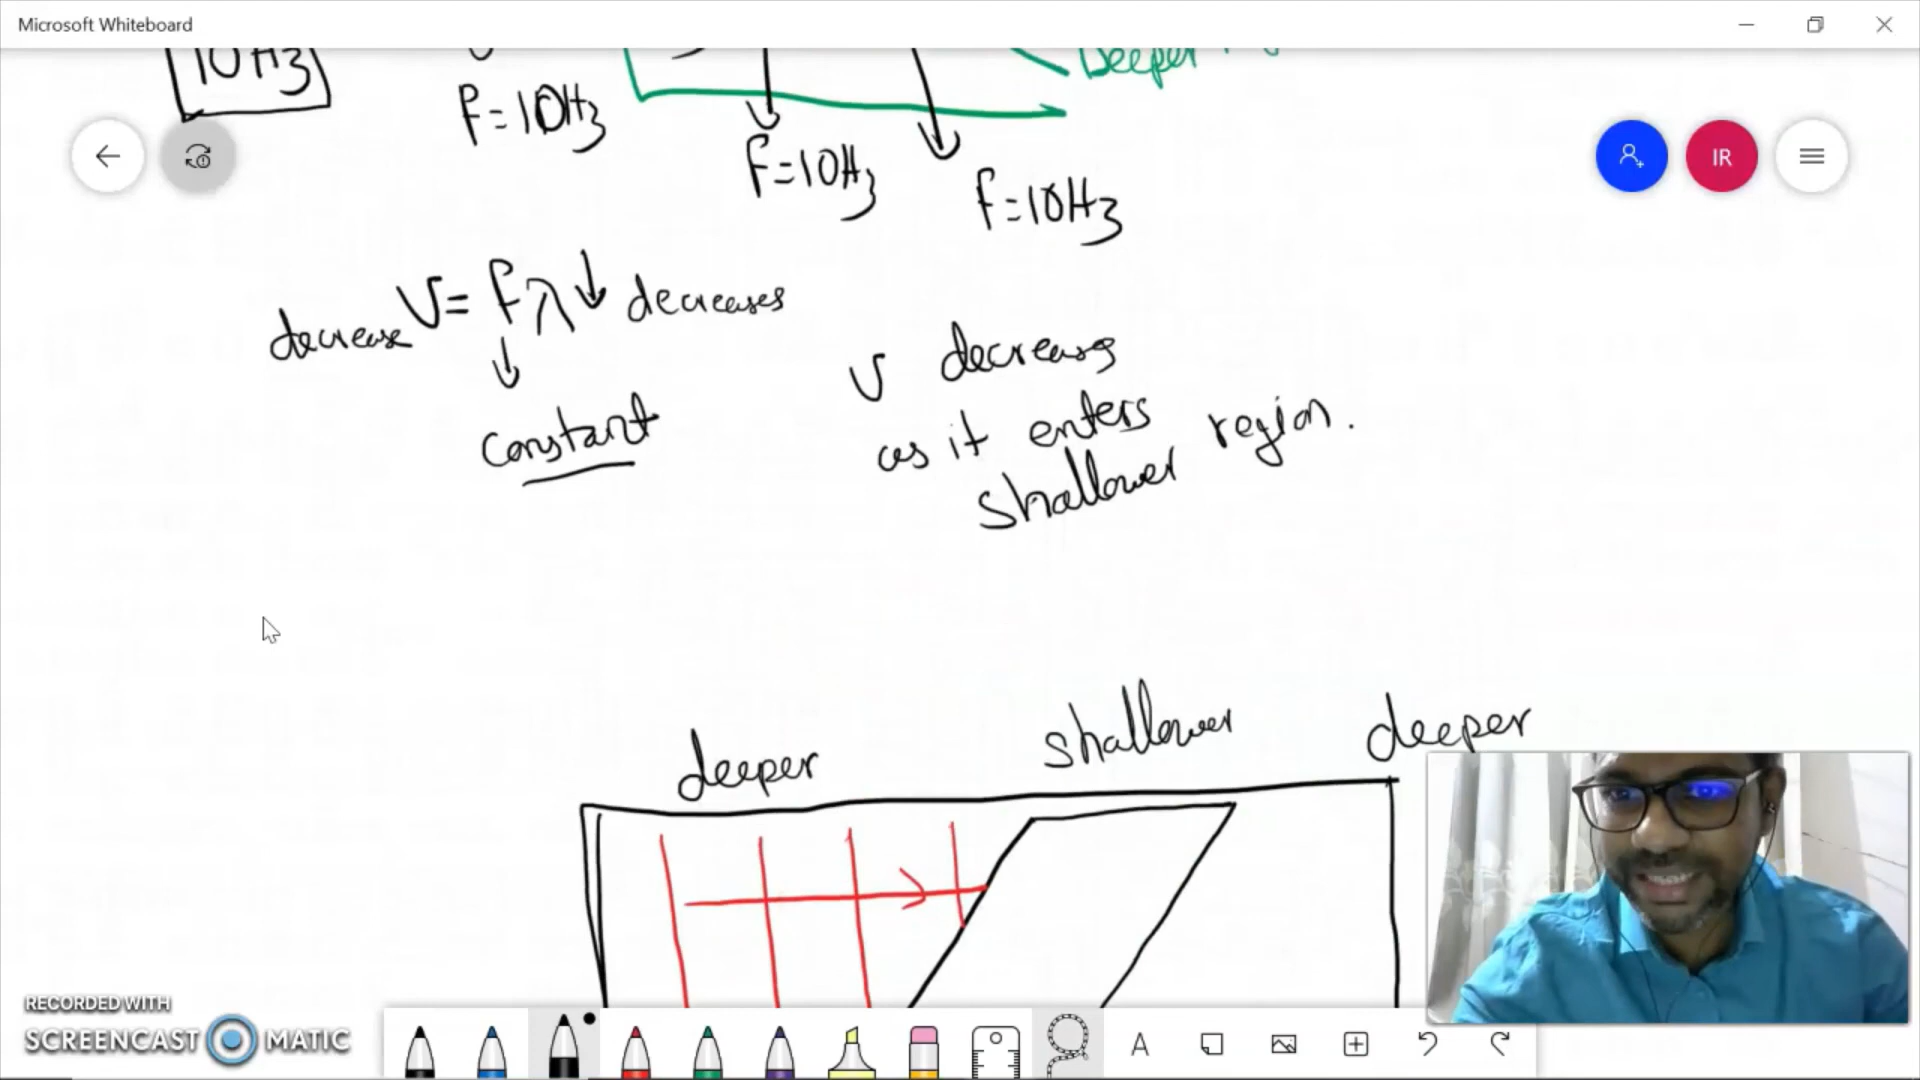 Microsoft Whiteboard
10Hz
Deeper
f=10Hz
f=10Hz
f=10Hz
IR
decrease V= fλ↓ decreases
↓
constant
v decreases
as it enters
shallower region.
deeper shallower deeper
RECORDED WITH
SCREENCAST MATIC
A